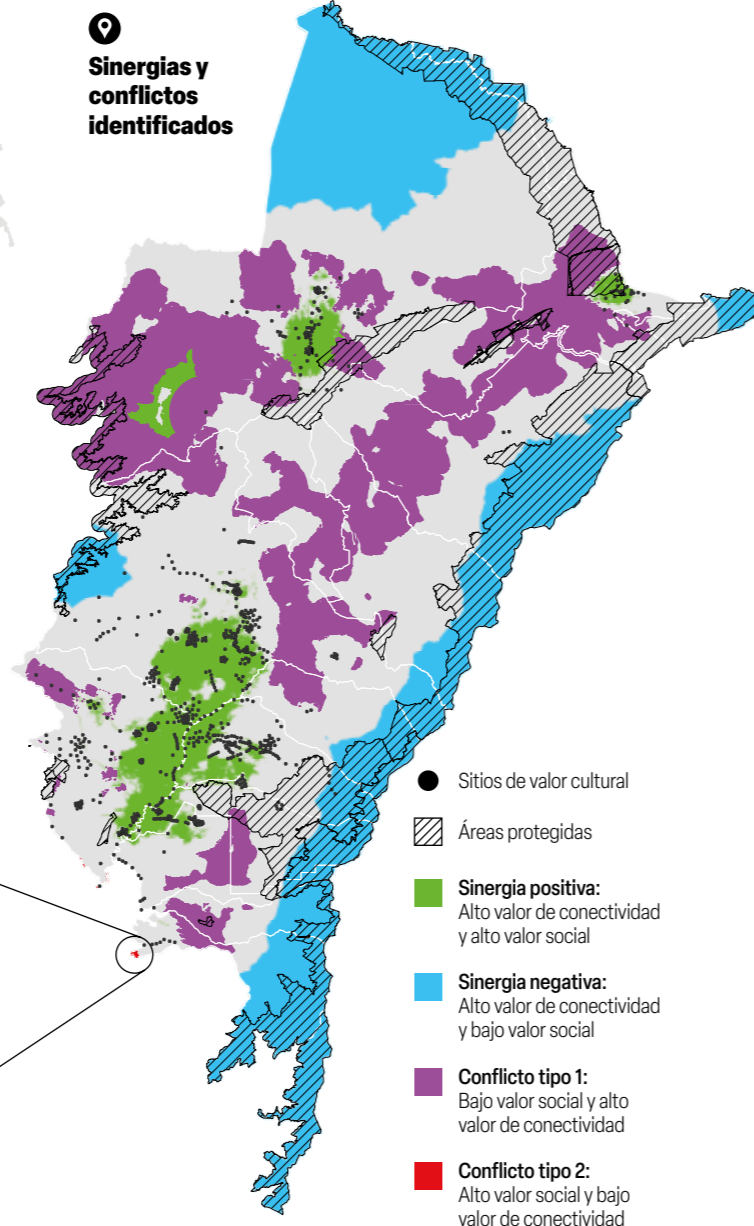 Sinergias y
conflictos
identificados
Sitios de valor cultural
Áreas protegidas
Sinergia positiva:
Alto valor de conectividad
y alto valor social
Sinergia negativa:
Alto valor de conectividad
y bajo valor social
Conflicto tipo 1:
Bajo valor social y alto
valor de conectividad
Conflicto tipo 2:
Alto valor social y bajo
valor de conectividad